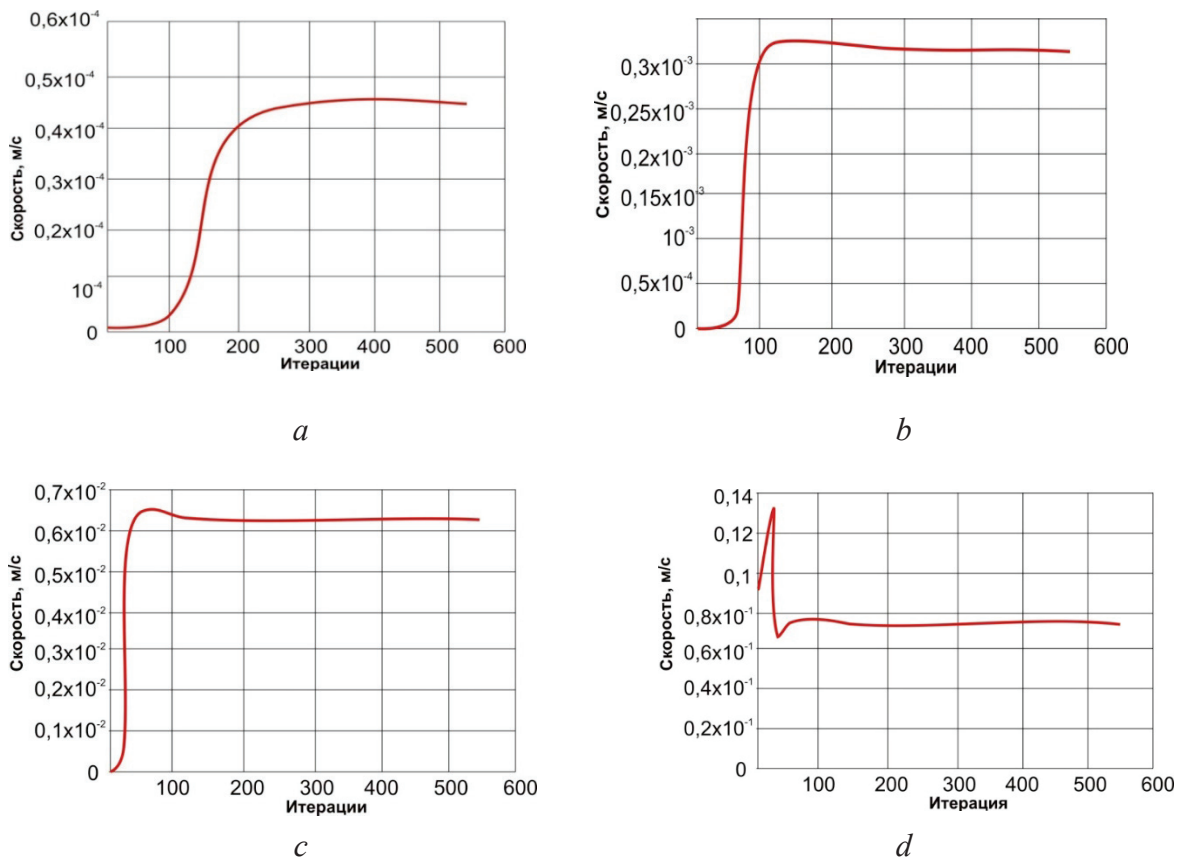 0,6x10⁻⁴
0,5x10⁻⁴
0,4x10⁻⁴
0,3x10⁻⁴
0,2x10⁻⁴
10⁻⁴
0
Скорость, м/с
100 200 300 400 500 600
Итерации
a
0,3x10⁻³
0,25x10⁻³
0,2x10⁻³
0,15x10⁻³
10⁻³
0,5x10⁻⁴
0
Скорость, м/с
100 200 300 400 500 600
Итерации
b
0,7x10⁻²
0,6x10⁻²
0,5x10⁻²
0,4x10⁻²
0,3x10⁻²
0,2x10⁻²
0,1x10⁻²
0
Скорость, м/с
100 200 300 400 500 600
Итерации
c
0,14
0,12
0,1
0,8x10⁻¹
0,6x10⁻¹
0,4x10⁻¹
0,2x10⁻¹
0
Скорость, м/с
100 200 300 400 500 600
Итерация
d